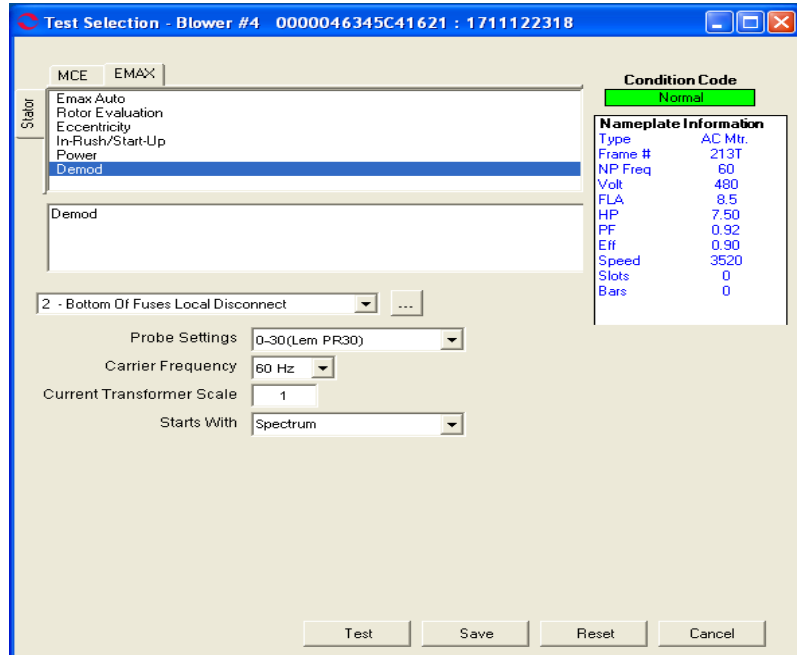 Test Selection - Blower #4 0000046345C41621 : 1711122318
MCE EMAX
Stator
Emax Auto
Rotor Evaluation
Eccentricity
In-Rush/Start-Up
Power
Demod
Demod
2 - Bottom Of Fuses Local Disconnect ...
Probe Settings 0-30(Lem PR30)
Carrier Frequency 60 Hz
Current Transformer Scale 1
Starts With Spectrum
Condition Code
Normal
Nameplate Information
Type AC Mtr.
Frame # 213T
NP Freq 60
Volt 480
FLA 8.5
HP 7.50
PF 0.92
Eff 0.90
Speed 3520
Slots 0
Bars 0
Test Save Reset Cancel